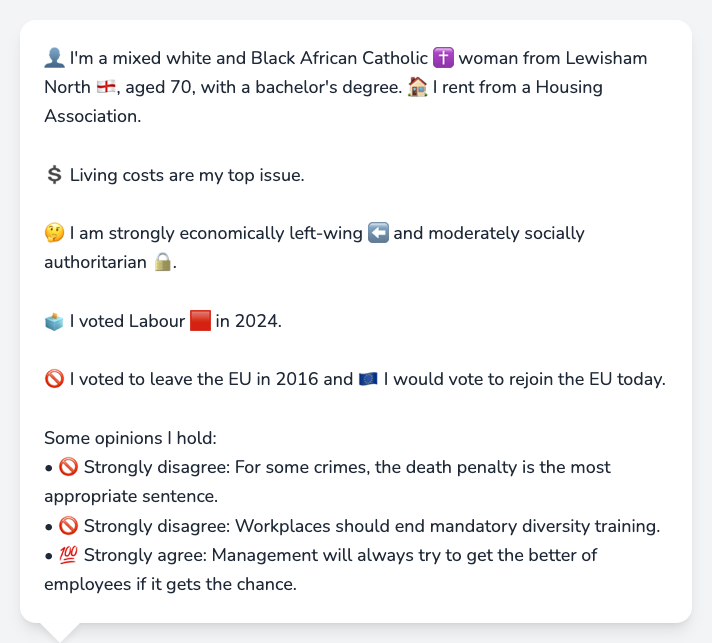 👤 I'm a mixed white and Black African Catholic ✝️ woman from Lewisham
North 🏴󠁧󠁢󠁥󠁮󠁧󠁿, aged 70, with a bachelor's degree. 🏠 I rent from a Housing
Association.
💲 Living costs are my top issue.
🤔 I am strongly economically left-wing ⬅️ and moderately socially
authoritarian 🔒.
🗳️ I voted Labour 🟥 in 2024.
🚫 I voted to leave the EU in 2016 and 🇪🇺 I would vote to rejoin the EU today.
Some opinions I hold:
• 🚫 Strongly disagree: For some crimes, the death penalty is the most
appropriate sentence.
• 🚫 Strongly disagree: Workplaces should end mandatory diversity training.
• 💯 Strongly agree: Management will always try to get the better of
employees if it gets the chance.